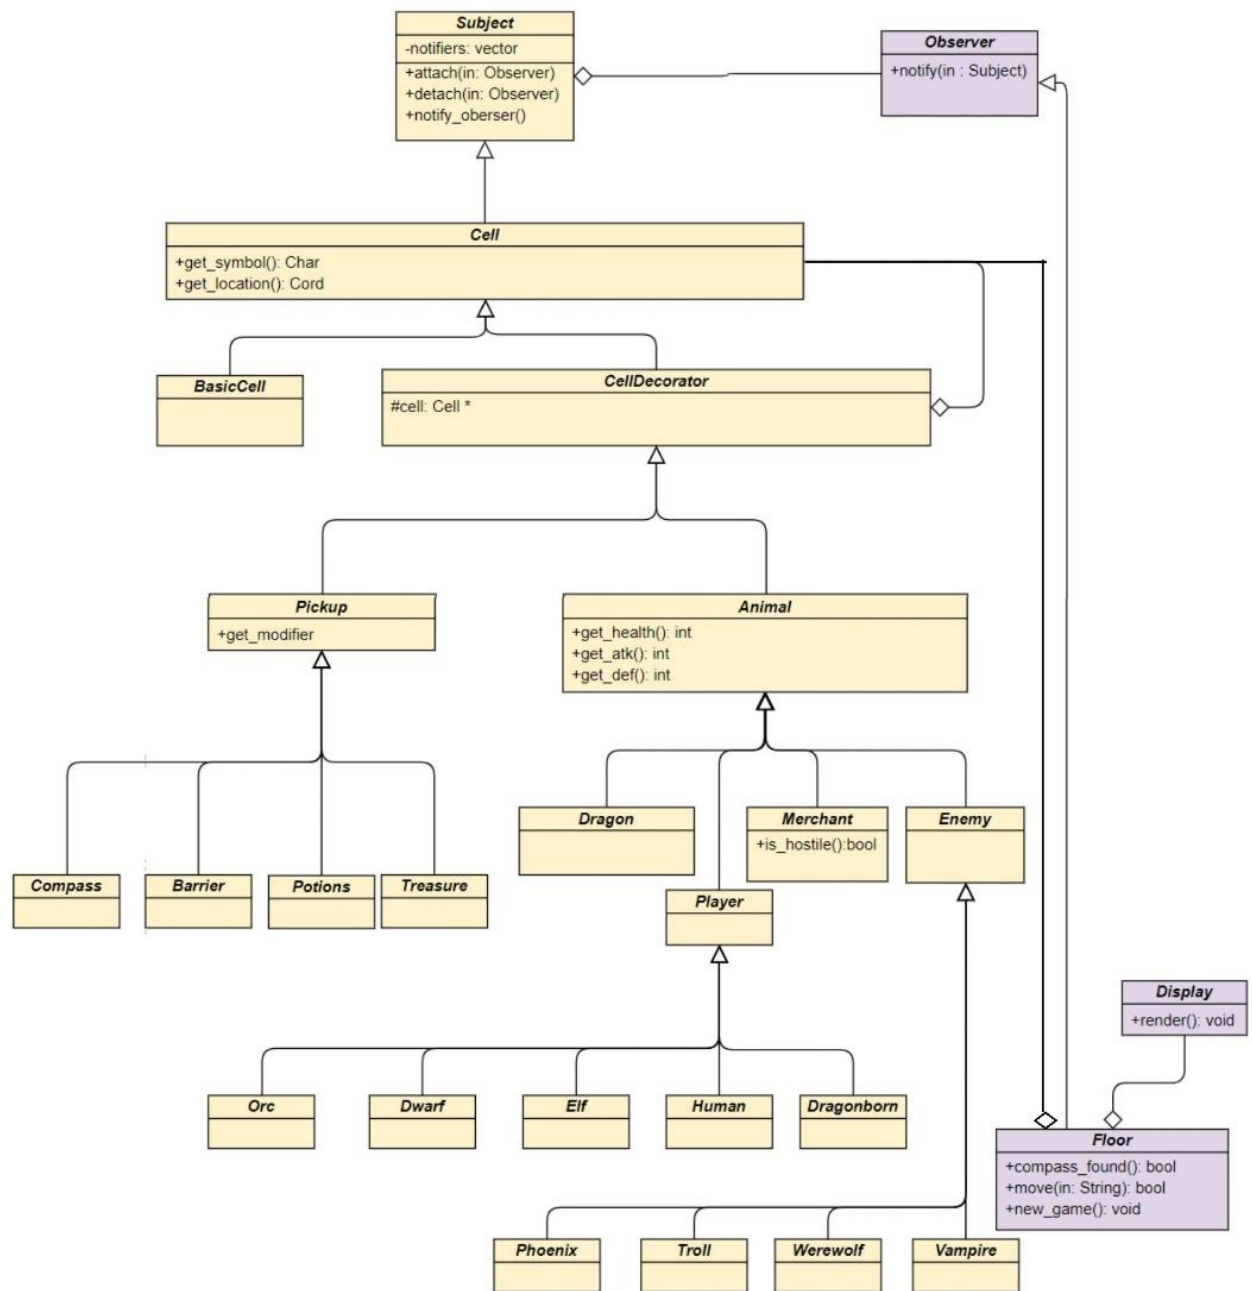 Subject
-notifiers: vector
+attach(in: Observer)
+detach(in: Observer)
+notify_oberser()
Observer
+notify(in : Subject)
Cell
+get_symbol(): Char
+get_location(): Cord
BasicCell
CellDecorator
#cell: Cell *
Pickup
+get_modifier
Animal
+get_health(): int
+get_atk(): int
+get_def(): int
Dragon
Merchant
+is_hostile():bool
Enemy
Compass
Barrier
Potions
Treasure
Player
Display
+render(): void
Orc
Dwarf
Elf
Human
Dragonborn
Floor
+compass_found(): bool
+move(in: String): bool
+new_game(): void
Phoenix
Troll
Werewolf
Vampire